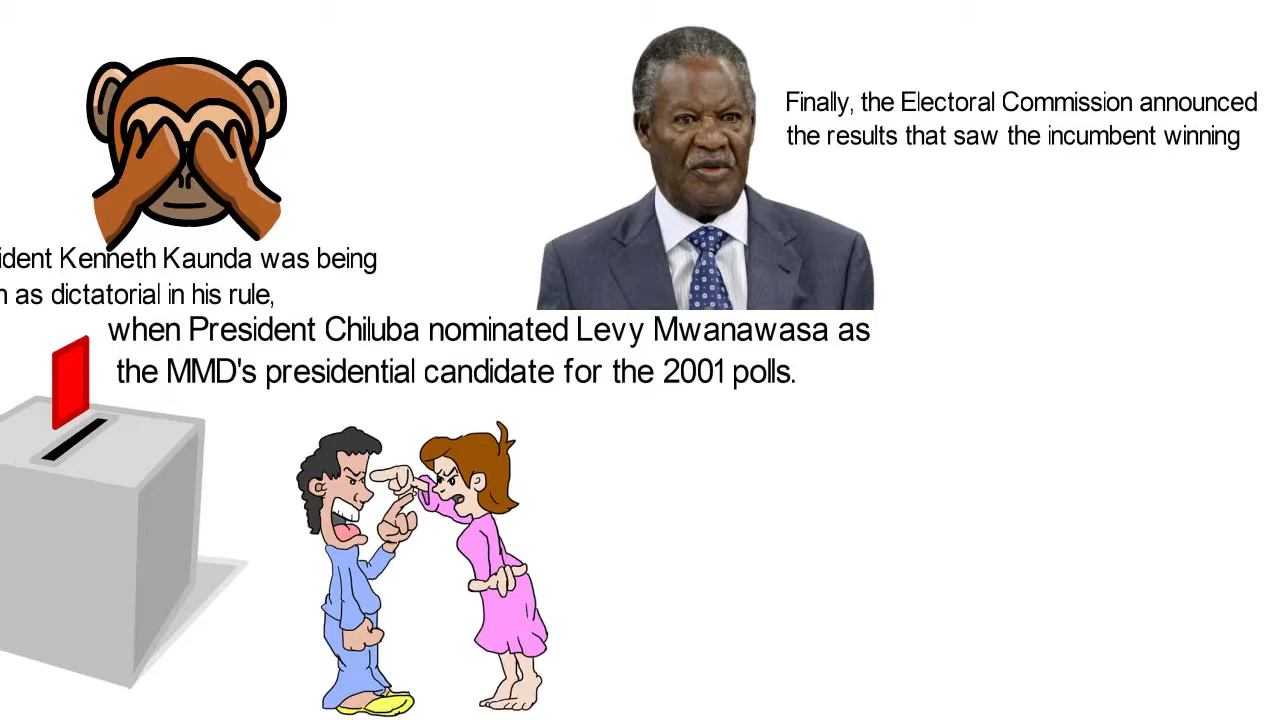 Finally, the Electoral Commission announced
the results that saw the incumbent winning
ident Kenneth Kaunda was being
as dictatorial in his rule,
when President Chiluba nominated Levy Mwanawasa as
the MMD's presidential candidate for the 2001 polls.